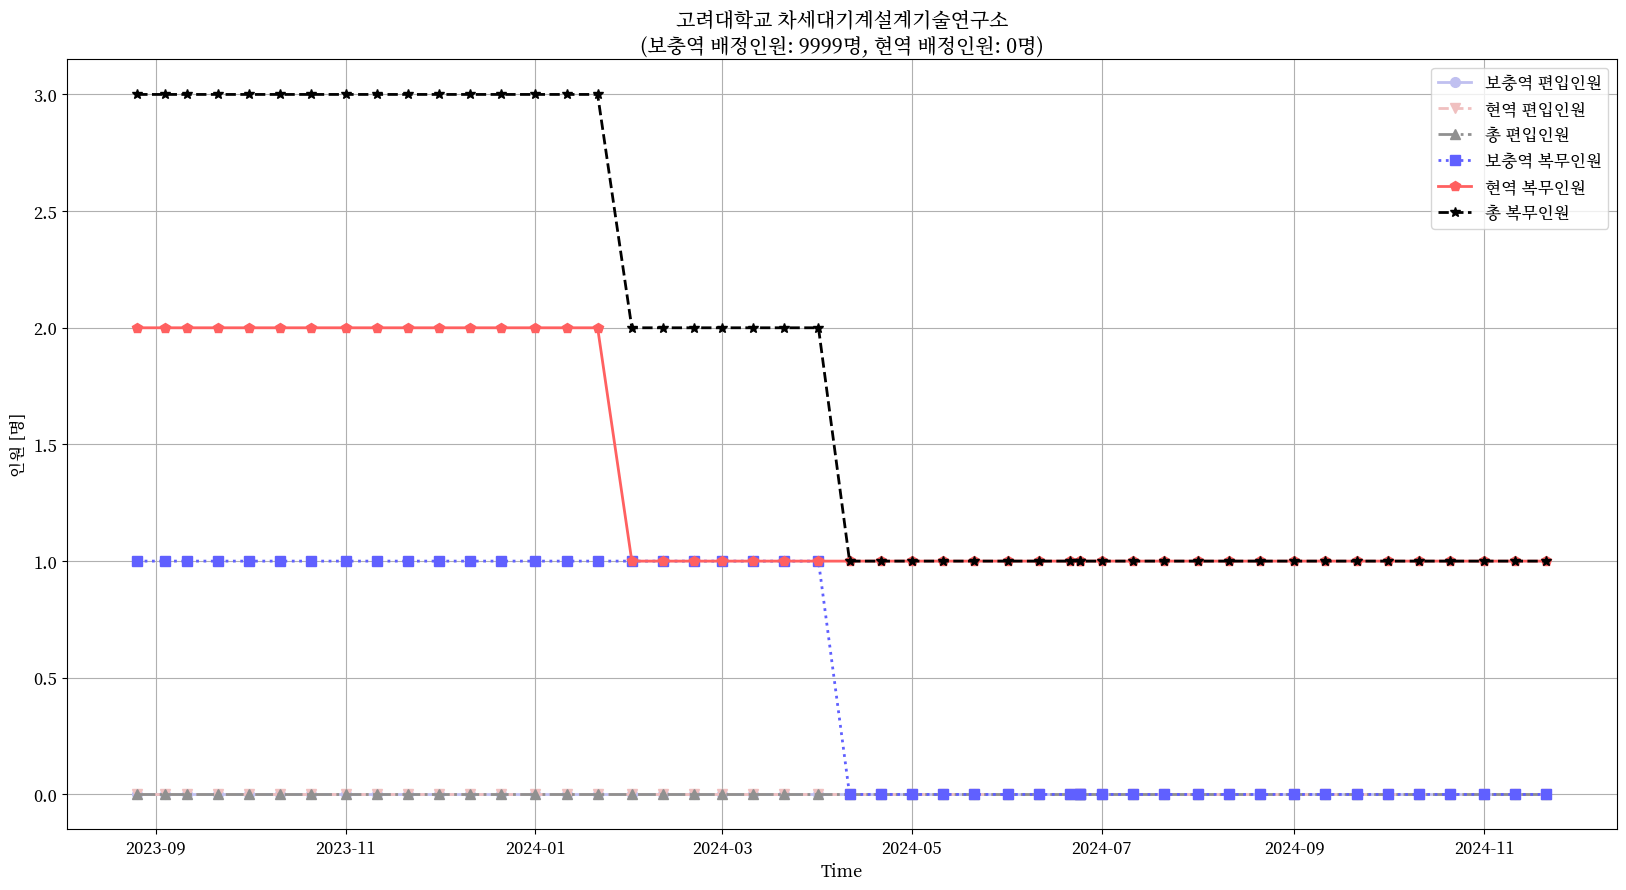 고려대학교 차세대기계설계기술연구소
(보충역 배정인원: 9999명, 현역 배정인원: 0명)
보충역 편입인원
현역 편입인원
총 편입인원
보충역 복무인원
현역 복무인원
총 복무인원
인원 [명]
3.0
2.5
2.0
1.5
1.0
0.5
0.0
2023-09
2023-11
2024-01
2024-03
2024-05
2024-07
2024-09
2024-11
Time